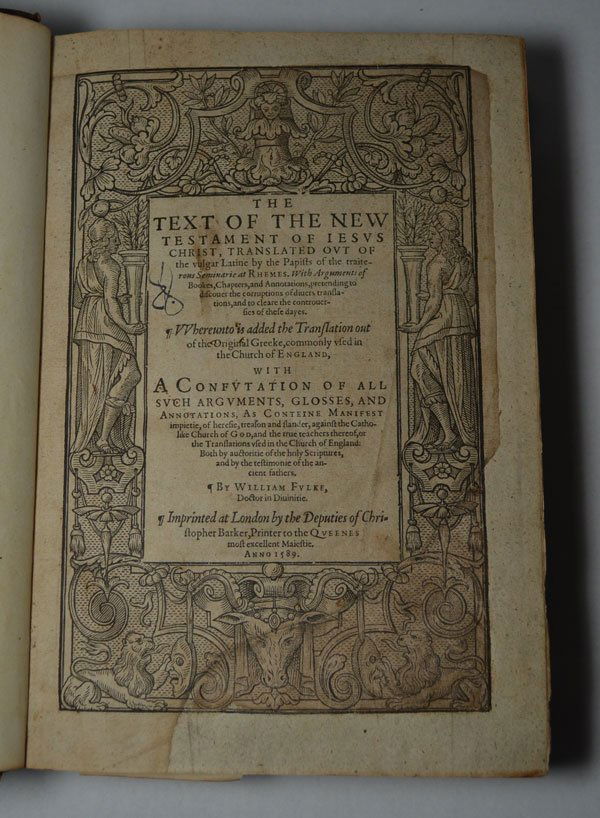 THE
TEXT OF THE NEW
TESTAMENT OF IESVS
CHRIST, TRANSLATED OVT OF
the vulgar Latine by the Papiſts of the traite-
rous Seminarie at RHEMES. With Arguments of
Bookes, Chapters, and Annotations, pretending to
diſcouer the corruptions of diuers tranſla-
tions, and to cleare the controuer-
ſies of theſe dayes.
¶ VVhereunto is added the Tranſlation out
of the Original Greeke, commonly vſed in
the Church of ENGLAND,
WITH
A CONFVTATION OF ALL
SVCH ARGVMENTS, GLOSSES, AND
ANNOTATIONS, AS CONTEINE MANIFEST
impietie, of hereſie, treaſon and ſlander, againſt the Catho-
like Church of GOD, and the true teachers thereof, or
the Tranſlations vſed in the Church of England:
Both by auctoritie of the holy Scriptures,
and by the teſtimonie of the an-
cient fathers.
¶ BY WILLIAM FVLKE,
Doctor in Diuinitie.
¶ Imprinted at London by the Deputies of Chri-
ſtopher Barker, Printer to the QVEENES
moſt excellent Maieſtie.
ANNO 1589.